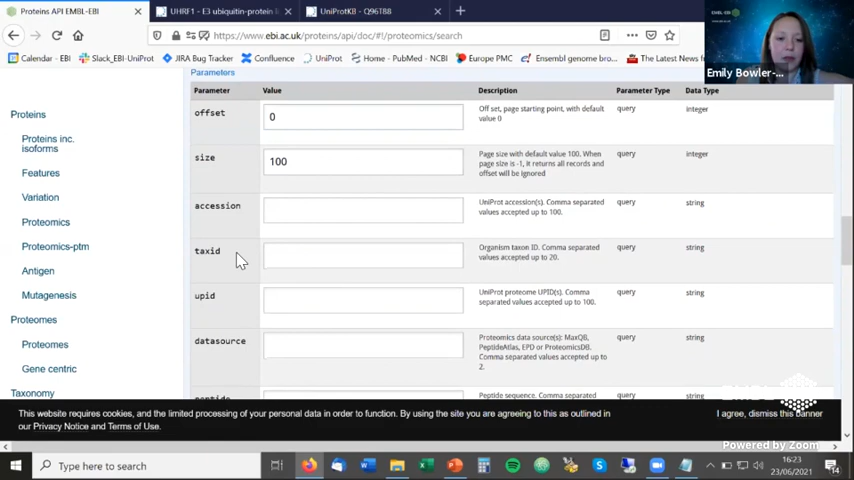 Proteins API EMBL-EBI
UHRF1 - E3 ubiquitin-protein l
UniProtKB - Q96T88
https://www.ebi.ac.uk/proteins/api/doc/#!/proteomics/search
Calendar - EBI
Slack_EBI-UniProt
JIRA Bug Tracker
Confluence
UniProt
Home - PubMed - NCBI
Europe PMC
Ensembl genome brow
The Latest News f
EMBL-EBI
Emily Bowler-...
Parameters
Parameter Value Description Parameter Type Data Type
offset 0 Off set, page starting point, with default query integer
value 0
size 100 Page size with default value 100. When query integer
page size is -1, it returns all records and
offset will be ignored
accession UniProt accession(s). Comma separated query string
values accepted up to 100.
taxid Organism taxon ID. Comma separated query string
values accepted up to 20.
upid UniProt proteome UPID(s). Comma query string
separated values accepted up to 100.
datasource Proteomics data source(s): MaxQB, query string
PeptideAtlas, EPD or ProteomicsDB.
Comma separated values accepted up to
2.
peptide Peptide sequence. Comma separated query string
Proteins
Proteins inc.
isoforms
Features
Variation
Proteomics
Proteomics-ptm
Antigen
Mutagenesis
Proteomes
Proteomes
Gene centric
Taxonomy
This website requires cookies, and the limited processing of your personal data in order to function. By using the site you are agreeing to this as outlined in
our Privacy Notice and Terms of Use.
I agree, dismiss this banner
EMBL
Powered by Zoom
Type here to search
16:23
23/06/2021
14